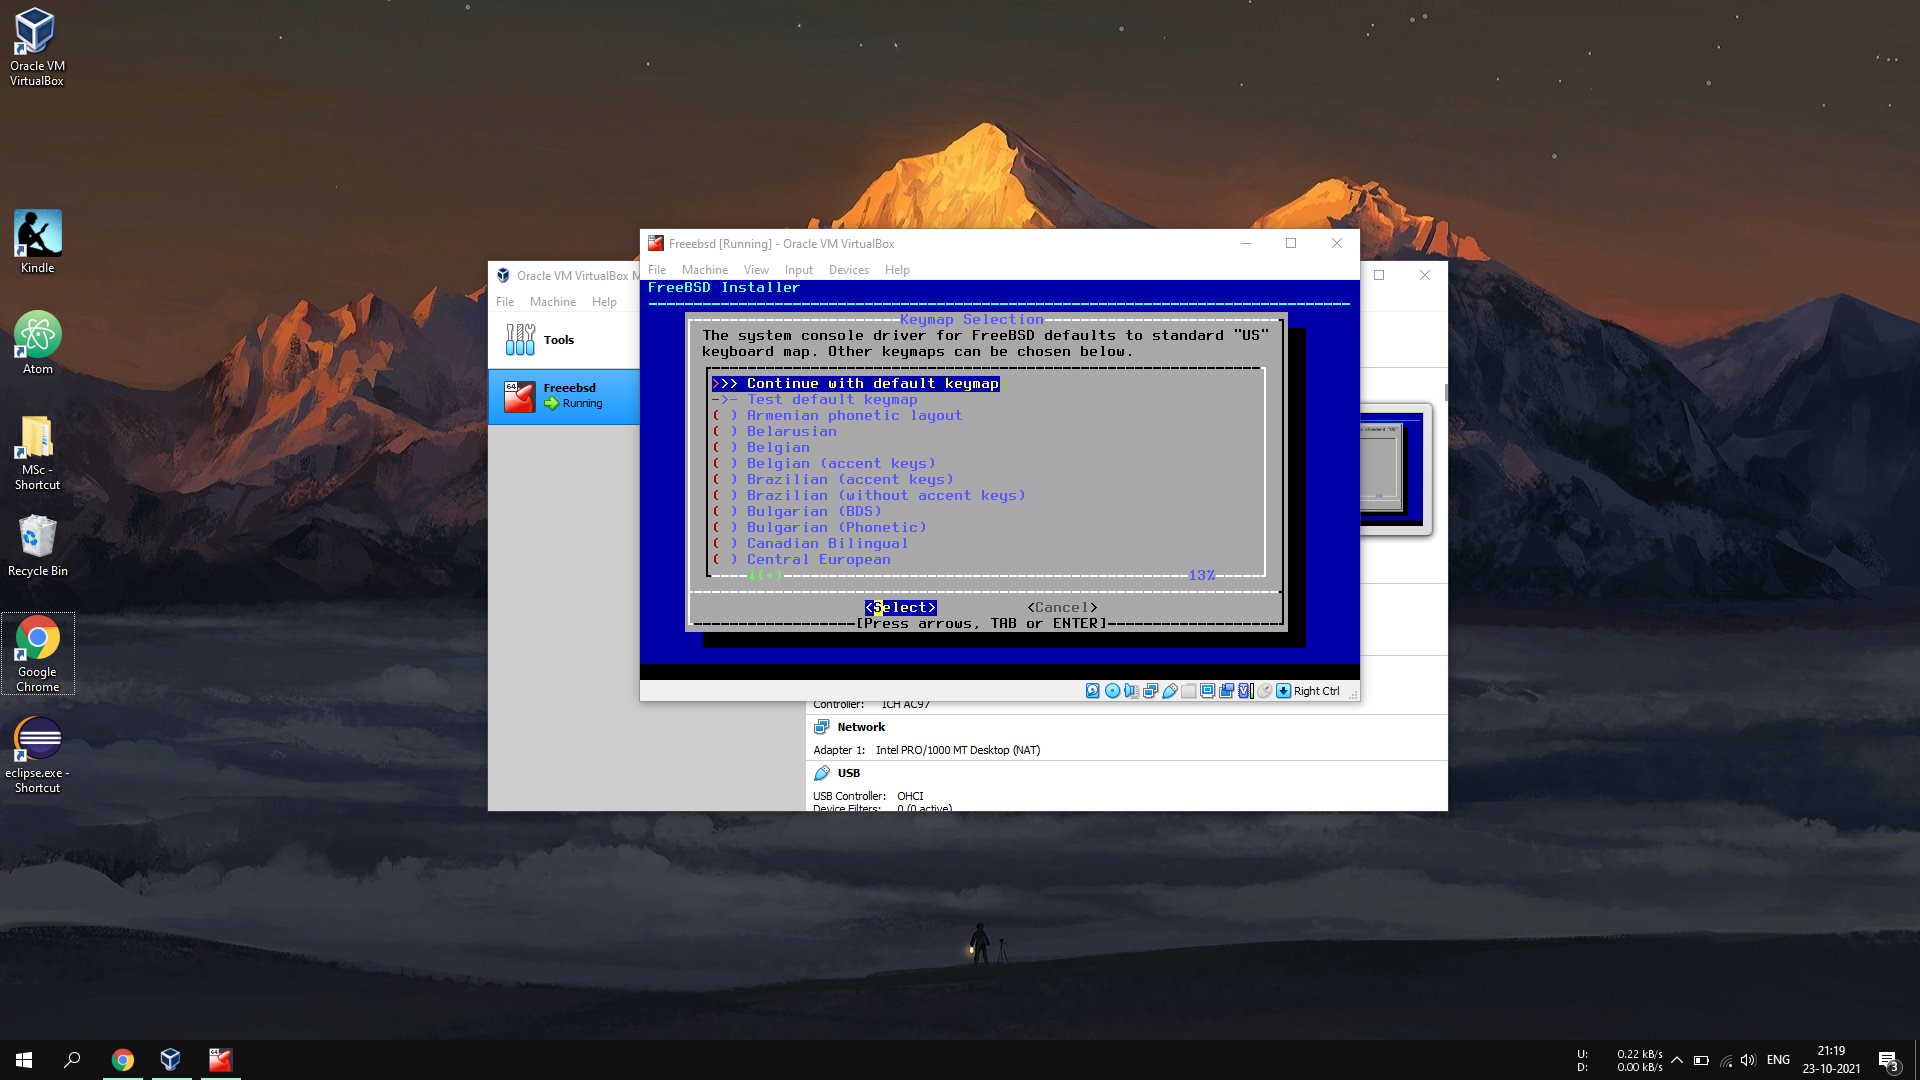 Oracle VM
VirtualBox
Kindle
Atom
MSc -
Shortcut
Recycle Bin
Google
Chrome
eclipse.exe -
Shortcut
Oracle VM VirtualBox M
File Machine Help
Tools
64
Freeebsd
Running
Freeebsd [Running] - Oracle VM VirtualBox
File Machine View Input Devices Help
FreeBSD Installer
Keymap Selection
The system console driver for FreeBSD defaults to standard "US"
keyboard map. Other keymaps can be chosen below.
>>> Continue with default keymap
->- Test default keymap
( ) Armenian phonetic layout
( ) Belarusian
( ) Belgian
( ) Belgian (accent keys)
( ) Brazilian (accent keys)
( ) Brazilian (without accent keys)
( ) Bulgarian (BDS)
( ) Bulgarian (Phonetic)
( ) Canadian Bilingual
( ) Central European
↓(+) 13%
<Select> <Cancel>
[Press arrows, TAB or ENTER]
Right Ctrl
Controller: ICH AC97
Network
Adapter 1: Intel PRO/1000 MT Desktop (NAT)
USB
USB Controller: OHCI
Device Filters: 0 (0 active)
U: 0.22 kB/s
D: 0.00 kB/s
ENG
21:19
23-10-2021
3